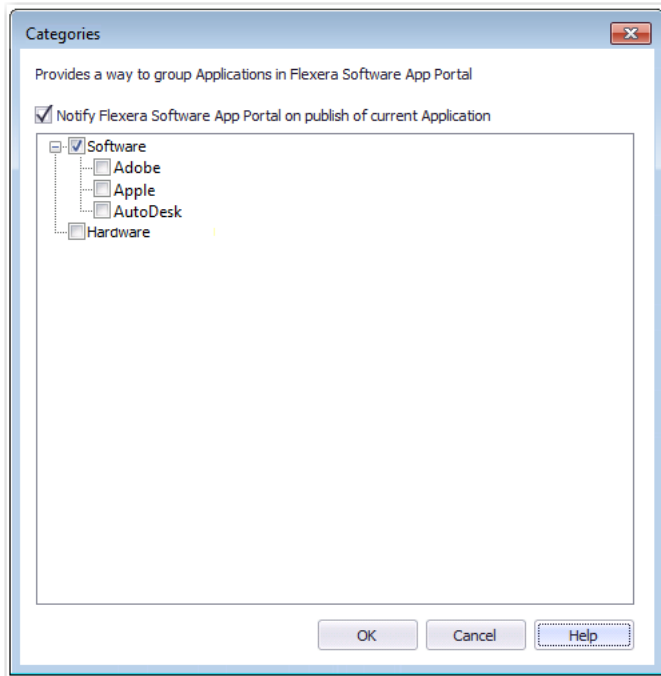 Categories
Provides a way to group Applications in Flexera Software App Portal
Notify Flexera Software App Portal on publish of current Application
Software
Adobe
Apple
AutoDesk
Hardware
OK Cancel Help